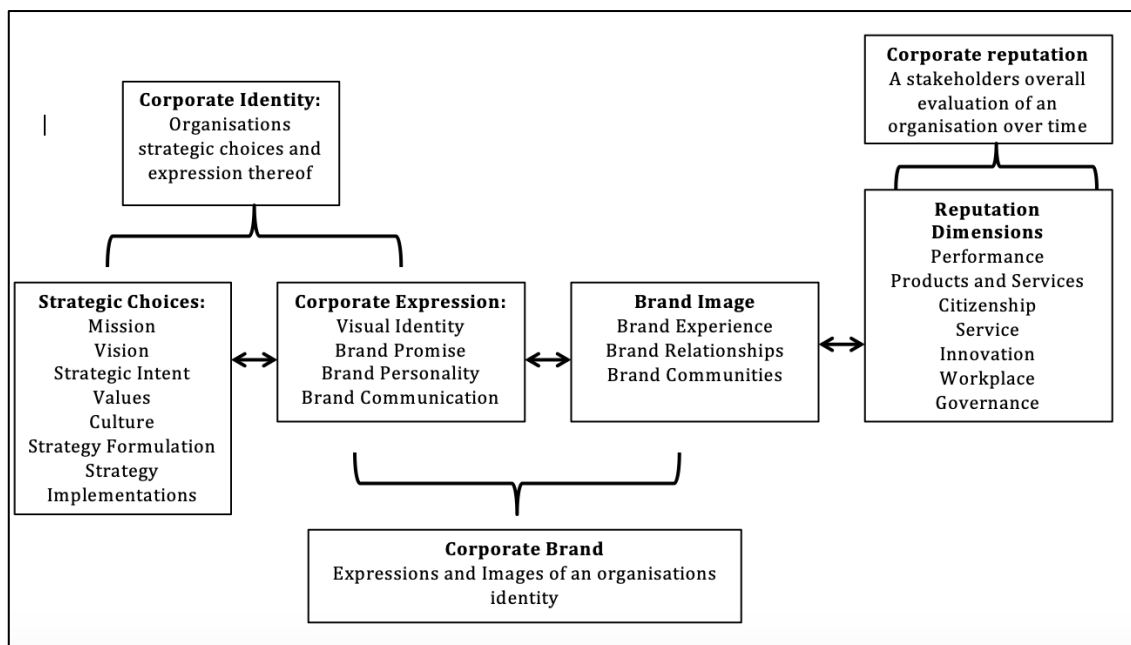 Corporate Identity:
Organisations
strategic choices and
expression thereof
Corporate reputation
A stakeholders overall
evaluation of an
organisation over time
Strategic Choices:
Mission
Vision
Strategic Intent
Values
Culture
Strategy Formulation
Strategy
Implementations
Corporate Expression:
Visual Identity
Brand Promise
Brand Personality
Brand Communication
Brand Image
Brand Experience
Brand Relationships
Brand Communities
Reputation
Dimensions
Performance
Products and Services
Citizenship
Service
Innovation
Workplace
Governance
Corporate Brand
Expressions and Images of an organisations
identity